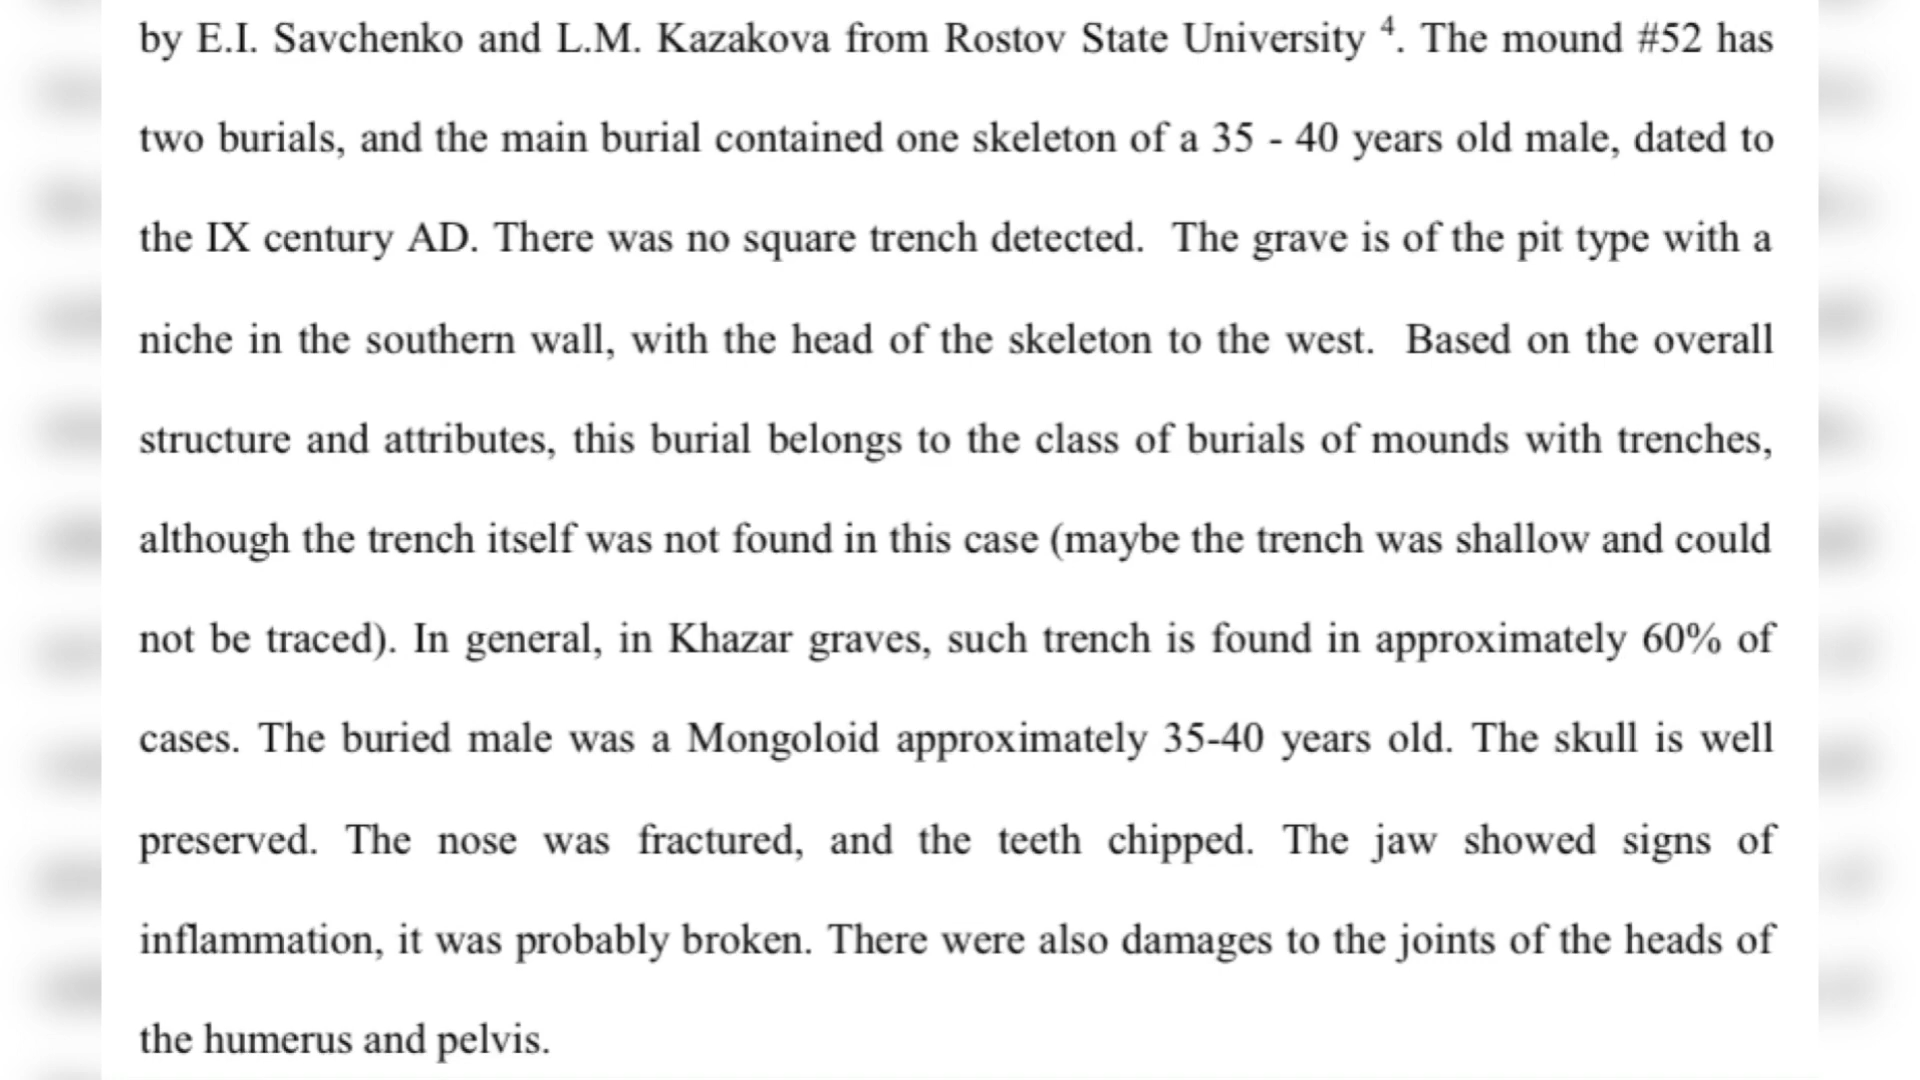 by E.I. Savchenko and L.M. Kazakova from Rostov State University ⁴. The mound #52 has
two burials, and the main burial contained one skeleton of a 35 - 40 years old male, dated to
the IX century AD. There was no square trench detected.  The grave is of the pit type with a
niche in the southern wall, with the head of the skeleton to the west.  Based on the overall
structure and attributes, this burial belongs to the class of burials of mounds with trenches,
although the trench itself was not found in this case (maybe the trench was shallow and could
not be traced). In general, in Khazar graves, such trench is found in approximately 60% of
cases. The buried male was a Mongoloid approximately 35-40 years old. The skull is well
preserved. The nose was fractured, and the teeth chipped. The jaw showed signs of
inflammation, it was probably broken. There were also damages to the joints of the heads of
the humerus and pelvis.